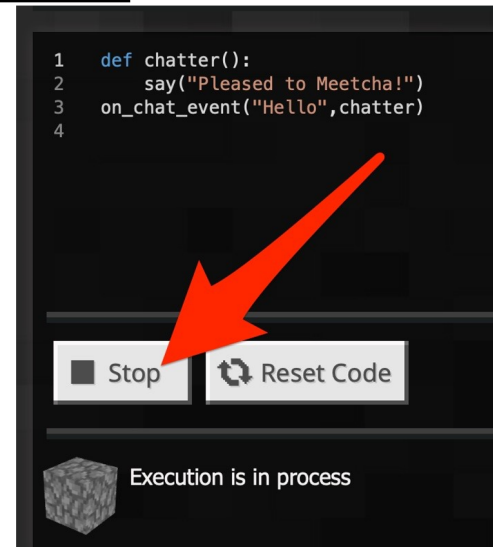 1 def chatter():
2 say("Pleased to Meetcha!")
3 on_chat_event("Hello",chatter)
4
Stop Reset Code
Execution is in process